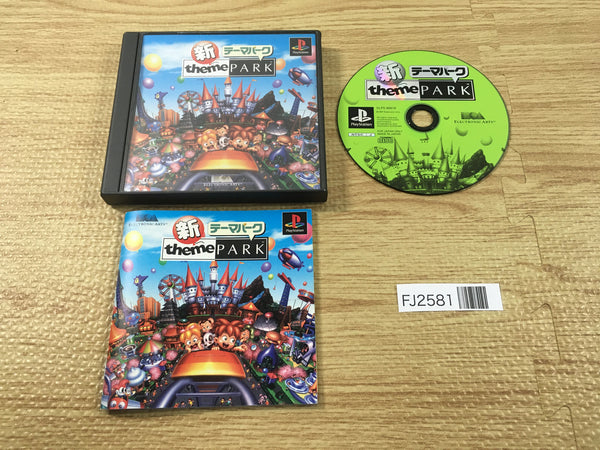 新 テーマパーク
theme PARK
PlayStation
ELECTRONIC ARTS
新 テーマパーク
theme PARK
PlayStation
ELECTRONIC ARTS
ELECTRONIC ARTS
新 テーマパーク
theme PARK
PlayStation
FJ2581